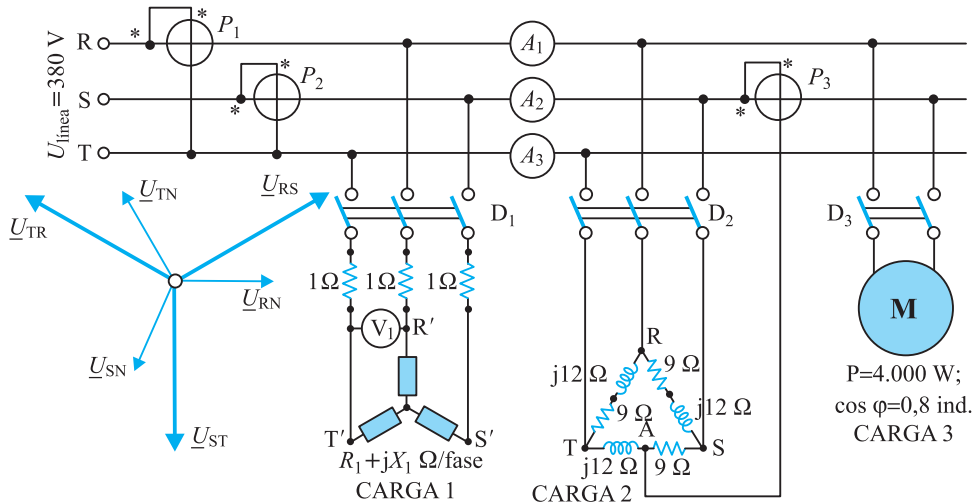 * P₁
R *
A₁
U línea=380 V
* P₂
S *
A₂
* P₃
*
T
A₃
U_TN
U_RS
U_TR
U_RN
U_SN
U_ST
D₁
D₂
D₃
1 Ω 1 Ω 1 Ω
V₁ R′
T′ S′
R₁+jX₁ Ω/fase
CARGA 1
R
j12 Ω 9 Ω
9 Ω j12 Ω
T A S
j12 Ω 9 Ω
CARGA 2
M
P=4.000 W;
cos φ=0,8 ind.
CARGA 3